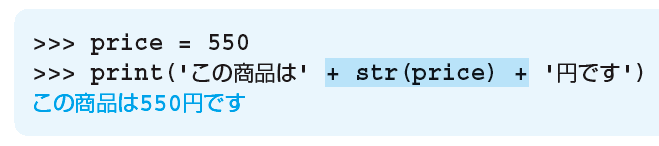 >>> price = 550
>>> print('この商品は' + str(price) + '円です')
この商品は550円です